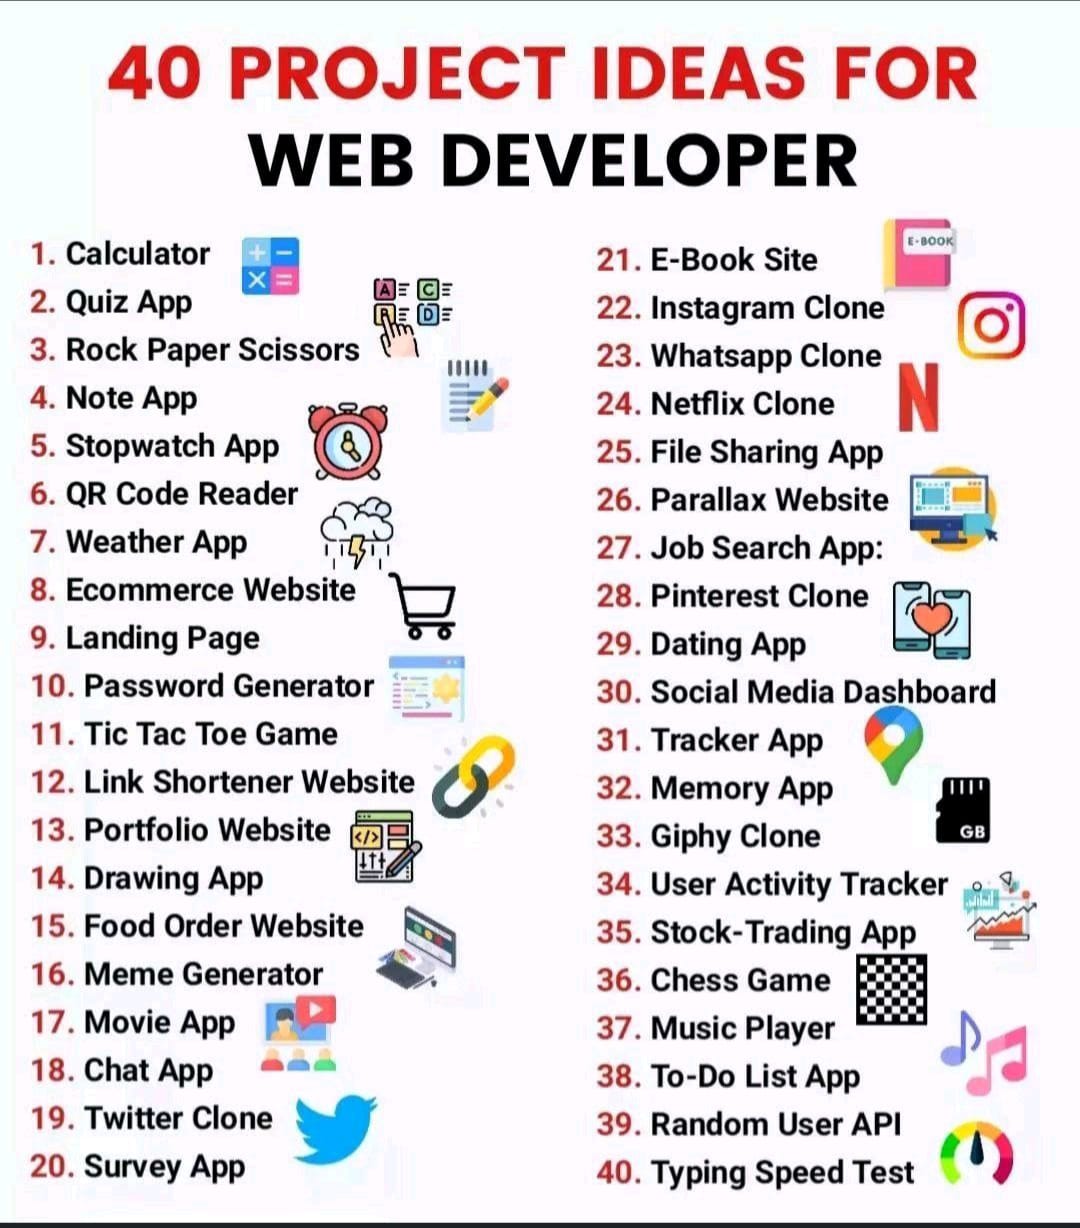 40 PROJECT IDEAS FOR
WEB DEVELOPER
1. Calculator
2. Quiz App
3. Rock Paper Scissors
4. Note App
5. Stopwatch App
6. QR Code Reader
7. Weather App
8. Ecommerce Website
9. Landing Page
10. Password Generator
11. Tic Tac Toe Game
12. Link Shortener Website
13. Portfolio Website
14. Drawing App
15. Food Order Website
16. Meme Generator
17. Movie App
18. Chat App
19. Twitter Clone
20. Survey App
A C
B D
</>
E-BOOK
21. E-Book Site
22. Instagram Clone
23. Whatsapp Clone
24. Netflix Clone
N
25. File Sharing App
26. Parallax Website
27. Job Search App:
28. Pinterest Clone
29. Dating App
30. Social Media Dashboard
31. Tracker App
32. Memory App
GB
33. Giphy Clone
34. User Activity Tracker
35. Stock-Trading App
36. Chess Game
37. Music Player
38. To-Do List App
39. Random User API
40. Typing Speed Test